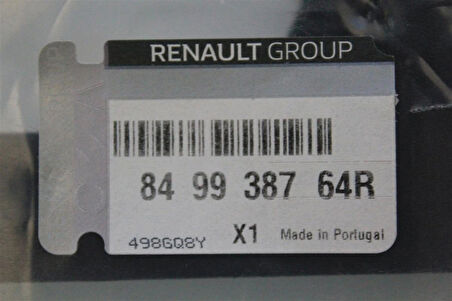 RENAULT GROUP
84 99 387 64R
498GQ8Y X1 Made in Portugal